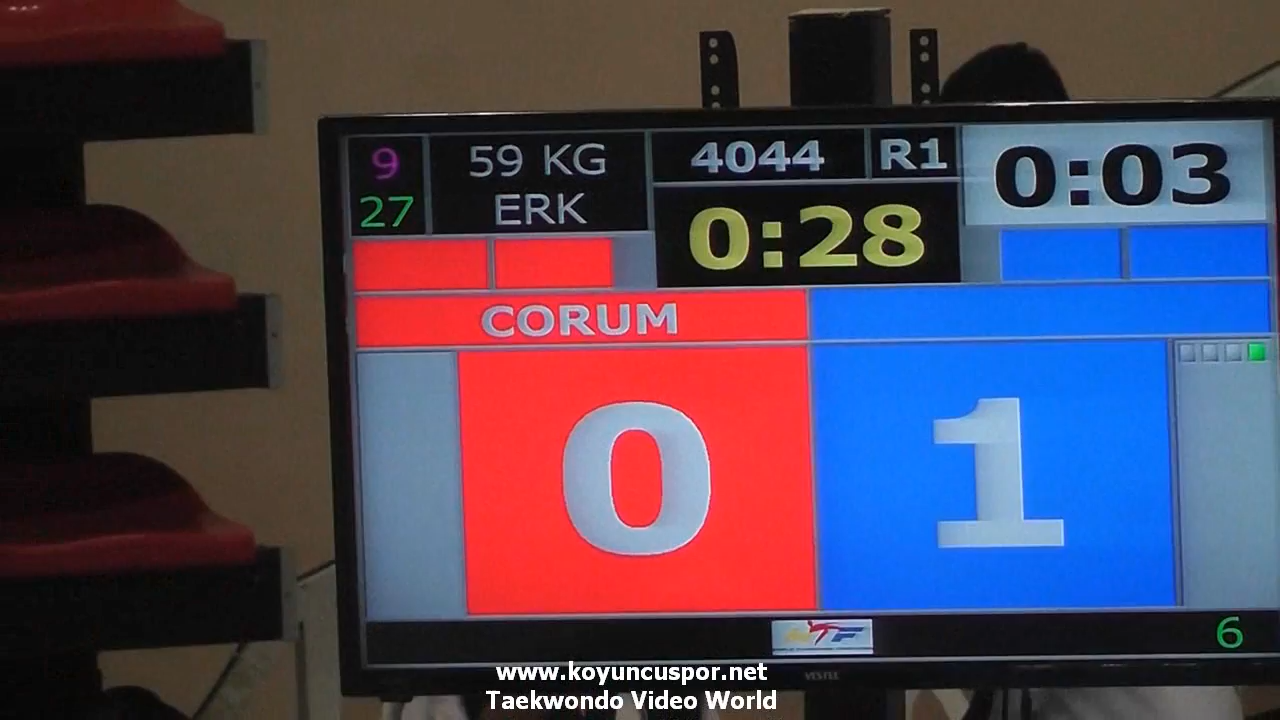 9 59 KG 4044 R1 0:03
27 ERK 0:28
CORUM
0 1
6
VESTEL
www.koyuncuspor.net
Taekwondo Video World